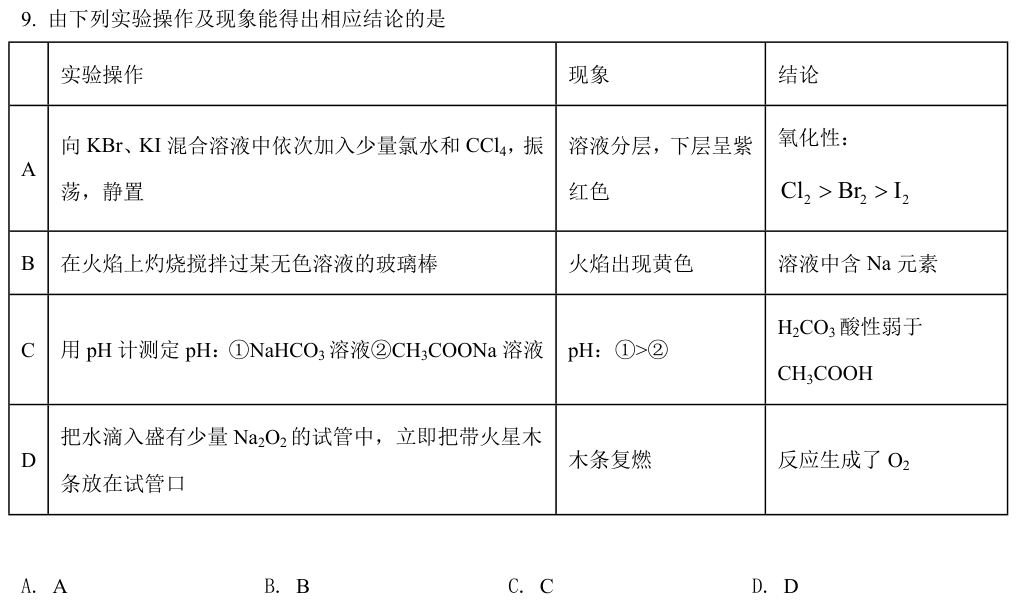 9. 由下列实验操作及现象能得出相应结论的是
实验操作 现象 结论
A 向 KBr、KI 混合溶液中依次加入少量氯水和 CCl₄，振
荡，静置
溶液分层，下层呈紫
红色
氧化性：
Cl₂ > Br₂ > I₂
B 在火焰上灼烧搅拌过某无色溶液的玻璃棒 火焰出现黄色 溶液中含 Na 元素
C 用 pH 计测定 pH：①NaHCO₃ 溶液②CH₃COONa 溶液 pH：①>②
H₂CO₃ 酸性弱于
CH₃COOH
D 把水滴入盛有少量 Na₂O₂ 的试管中，立即把带火星木
条放在试管口
木条复燃 反应生成了 O₂
A. A B. B C. C D. D